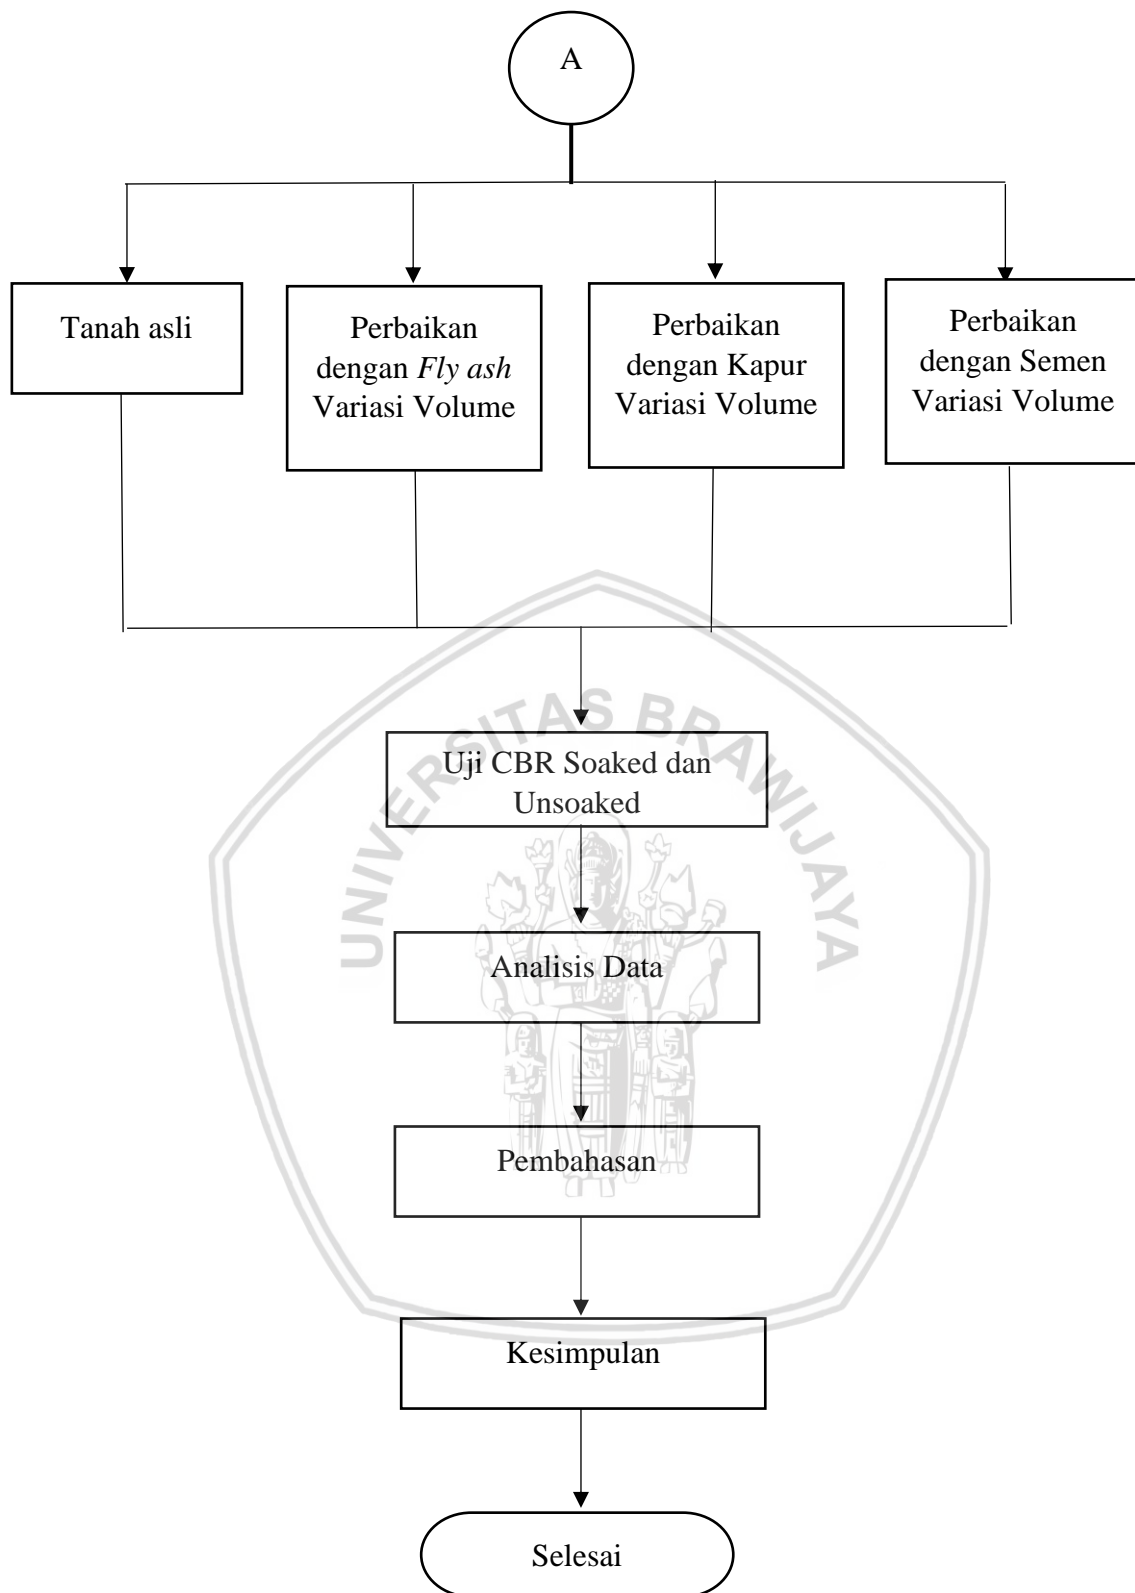 A
Tanah asli
Perbaikan
dengan Fly ash
Variasi Volume
Perbaikan
dengan Kapur
Variasi Volume
Perbaikan
dengan Semen
Variasi Volume
UNIVERSITAS BRAWIJAYA
Uji CBR Soaked dan
Unsoaked
Analisis Data
Pembahasan
Kesimpulan
Selesai